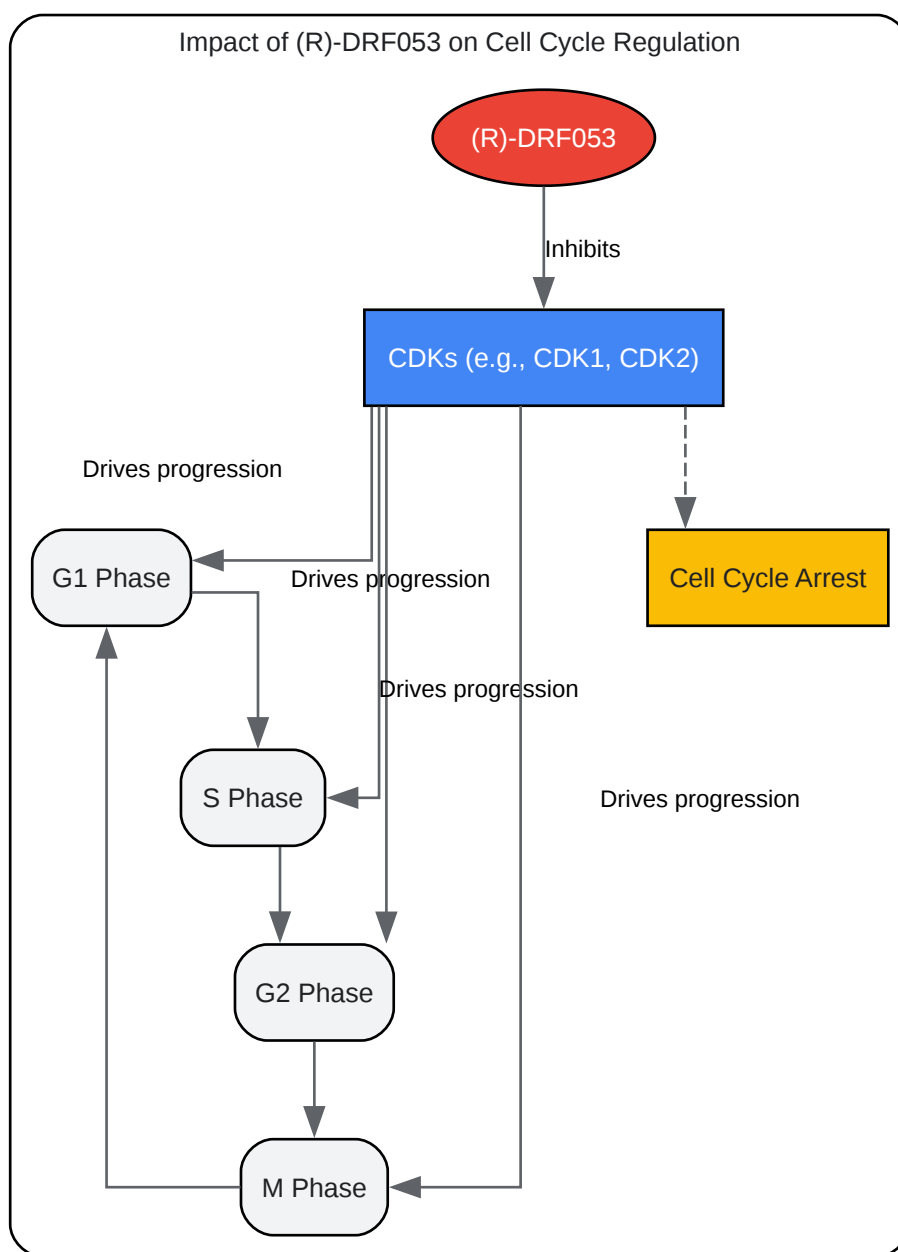 Impact of (R)-DRF053 on Cell Cycle Regulation
(R)-DRF053
Inhibits
CDKs (e.g., CDK1, CDK2)
Drives progression
G1 Phase
Drives progression
Cell Cycle Arrest
Drives progression
S Phase
Drives progression
G2 Phase
M Phase